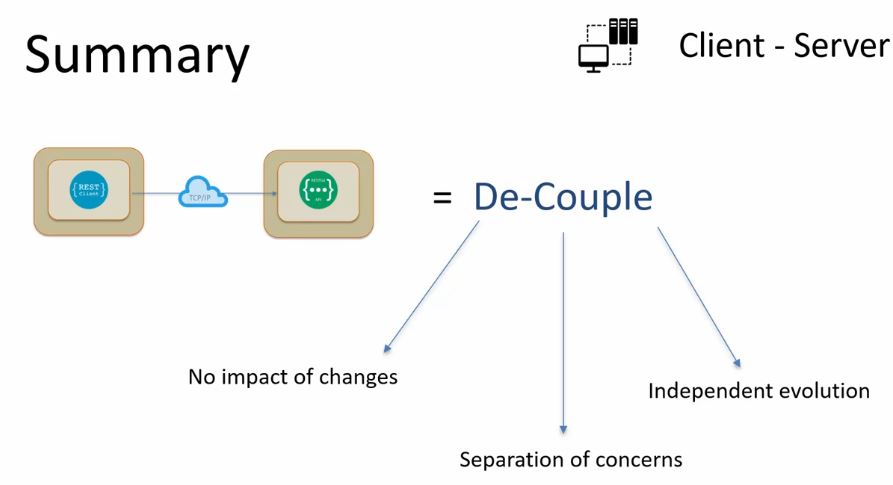 Summary
Client - Server
{REST}
Client
TCP/IP
RESTful
{•••}
API
= De-Couple
No impact of changes
Independent evolution
Separation of concerns